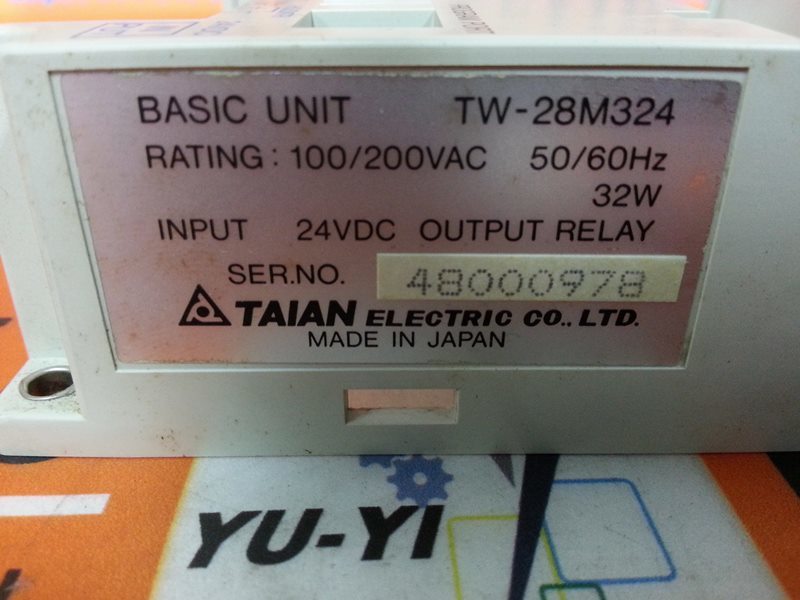 BASIC UNIT TW-28M324
RATING: 100/200VAC 50/60Hz
32W
INPUT 24VDC OUTPUT RELAY
SER.NO. 48000978
TAIAN ELECTRIC CO., LTD.
MADE IN JAPAN
YU-YI